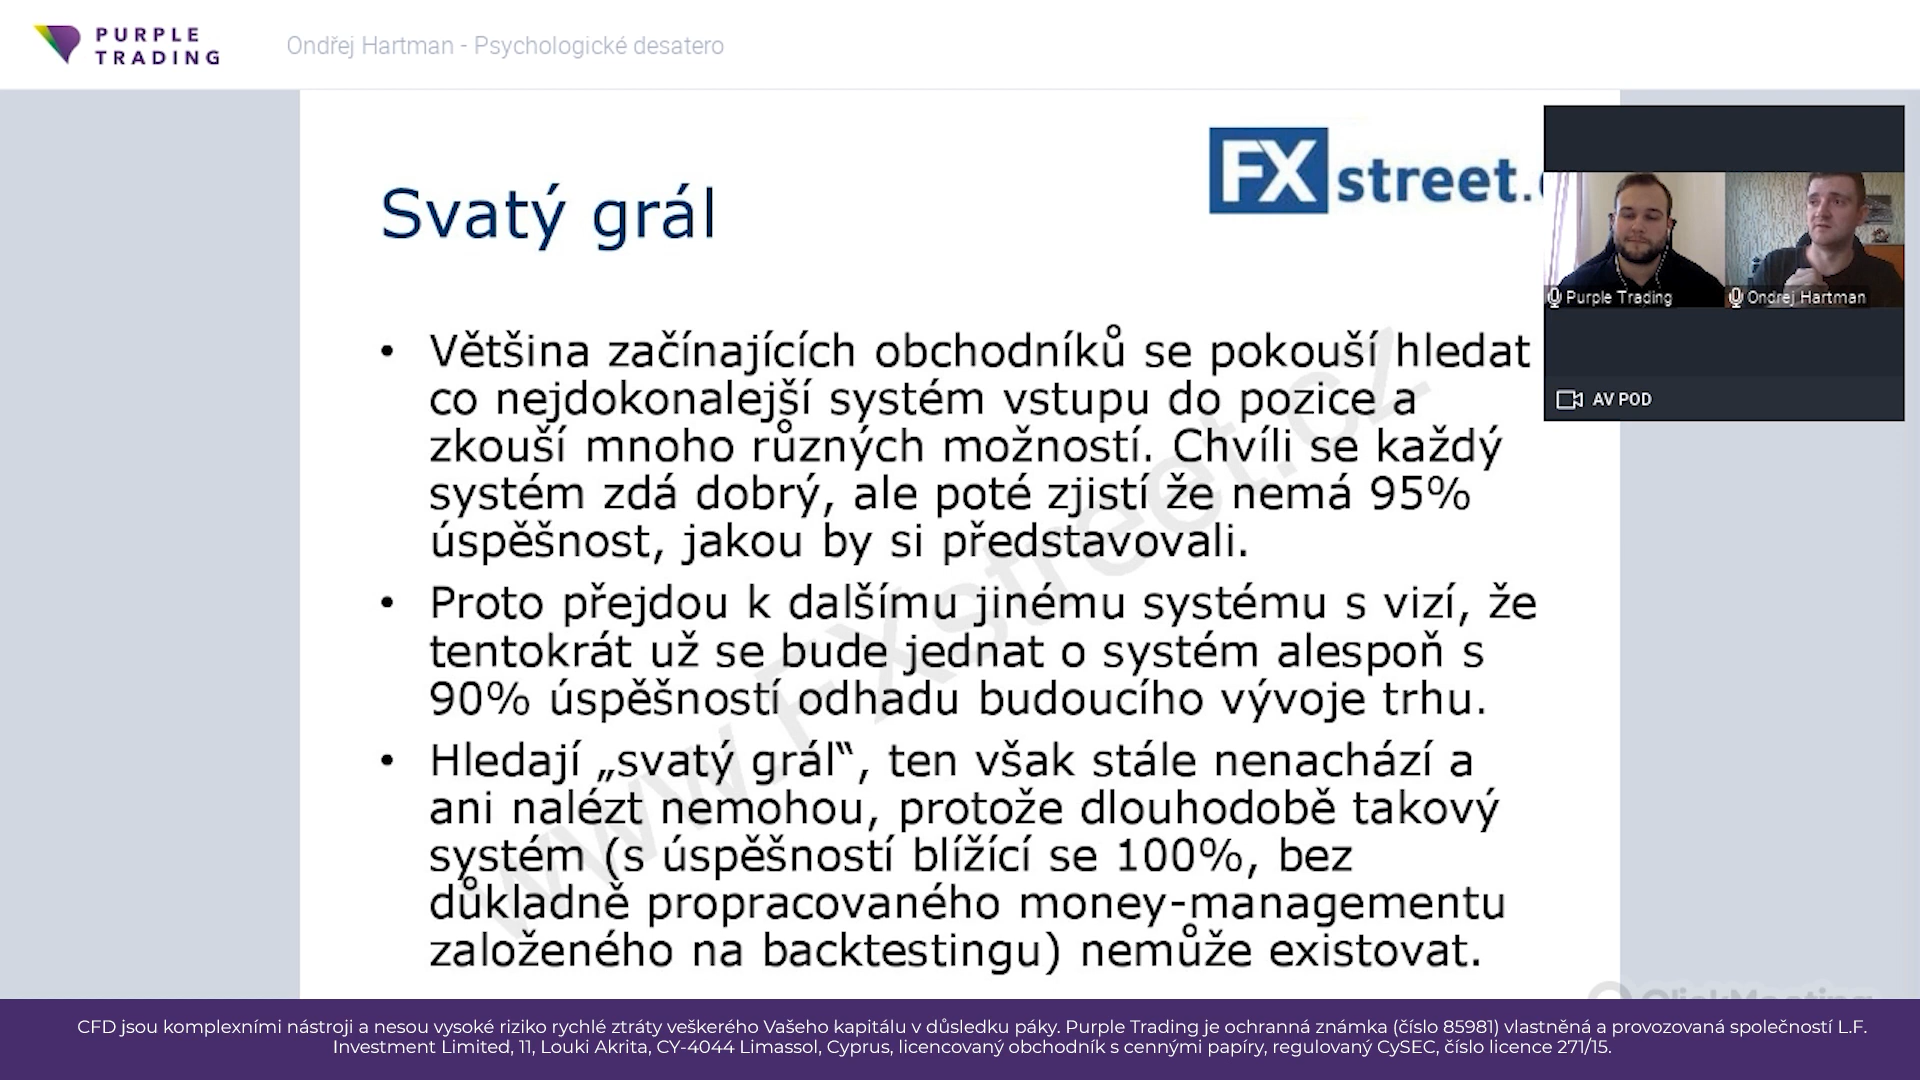 PURPLE
TRADING
Ondřej Hartman - Psychologické desatero
FXstreet.
Svatý grál
Purple Trading
Ondrej Hartman
AV POD
• Většina začínajících obchodníků se pokouší hledat
co nejdokonalejší systém vstupu do pozice a
zkouší mnoho různých možností. Chvíli se každý
systém zdá dobrý, ale poté zjistí že nemá 95%
úspěšnost, jakou by si představovali.
• Proto přejdou k dalšímu jinému systému s vizí, že
tentokrát už se bude jednat o systém alespoň s
90% úspěšností odhadu budoucího vývoje trhu.
• Hledají „svatý grál“, ten však stále nenachází a
ani nalézt nemohou, protože dlouhodobě takový
systém (s úspěšností blížící se 100%, bez
důkladně propracovaného money-managementu
založeného na backtestingu) nemůže existovat.
www.FXstreet.cz
ClickMeeting
CFD jsou komplexními nástroji a nesou vysoké riziko rychlé ztráty veškerého Vašeho kapitálu v důsledku páky. Purple Trading je ochranná známka (číslo 85981) vlastněná a provozovaná společností L.F.
Investment Limited, 11, Louki Akrita, CY-4044 Limassol, Cyprus, licencovaný obchodník s cennými papíry, regulovaný CySEC, číslo licence 271/15.